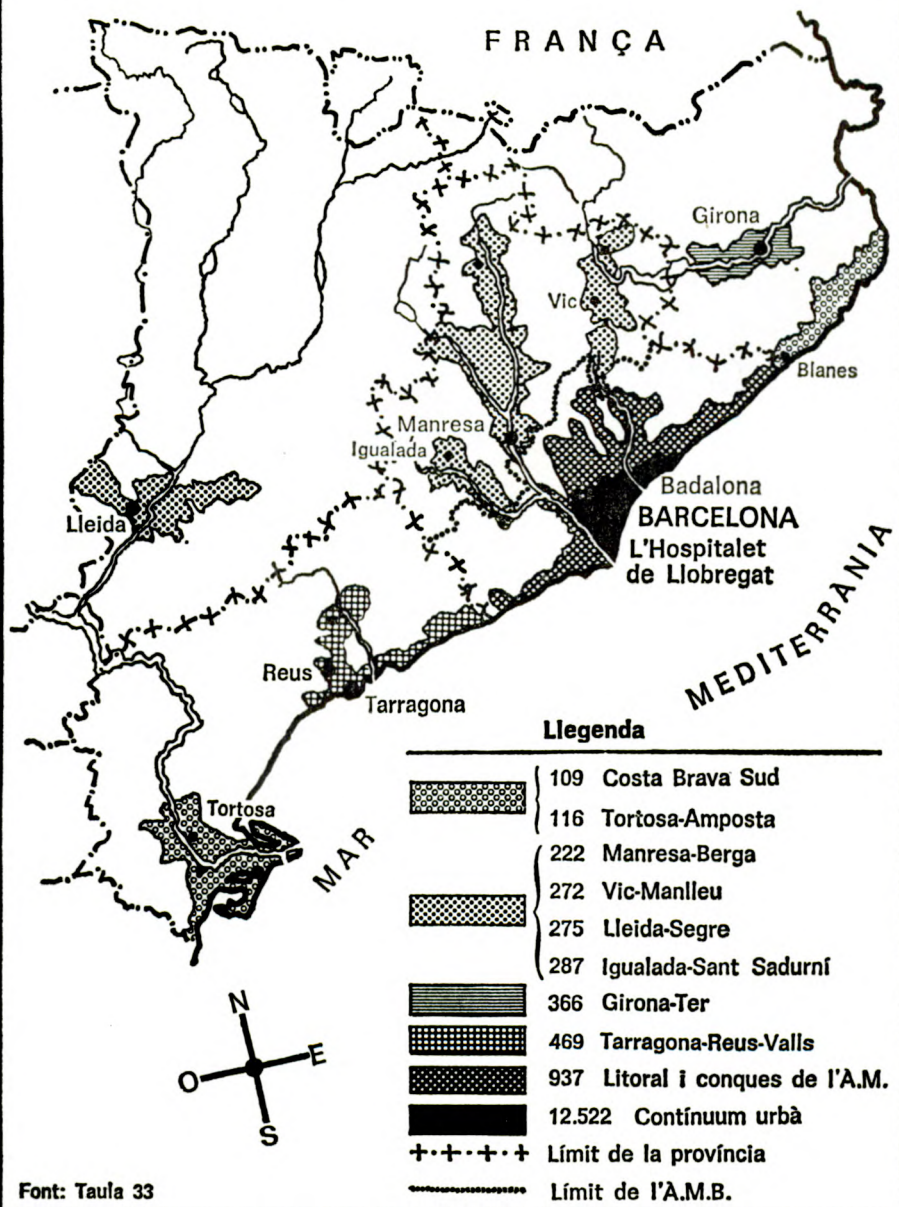 FRANÇA
Girona
Vic
Blanes
Manresa
Igualada
Badalona
BARCELONA
L'Hospitalet
de Llobregat
Lleida
MEDITERRÀNIA
Reus
Tarragona
Tortosa
MAR
Llegenda
109 Costa Brava Sud
116 Tortosa-Amposta
222 Manresa-Berga
272 Vic-Manlleu
275 Lleida-Segre
287 Igualada-Sant Sadurní
366 Girona-Ter
469 Tarragona-Reus-Valls
937 Litoral i conques de l'À.M.
12.522 Contínuum urbà
Límit de la província
Límit de l'À.M.B.
N
E
O
S
Font: Taula 33